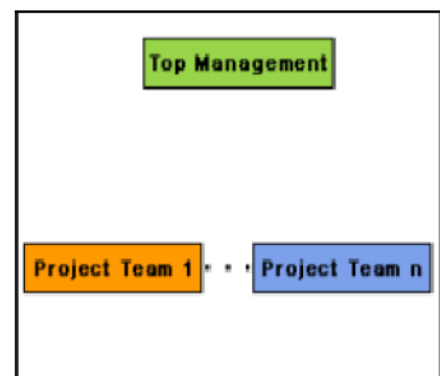 Top Management
Project Team 1 . . . Project Team n